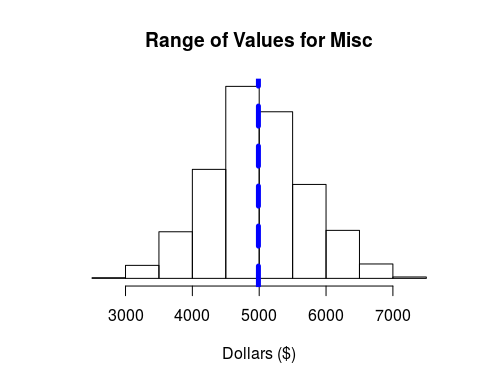 Range of Values for Misc
3000 4000 5000 6000 7000
Dollars ($)